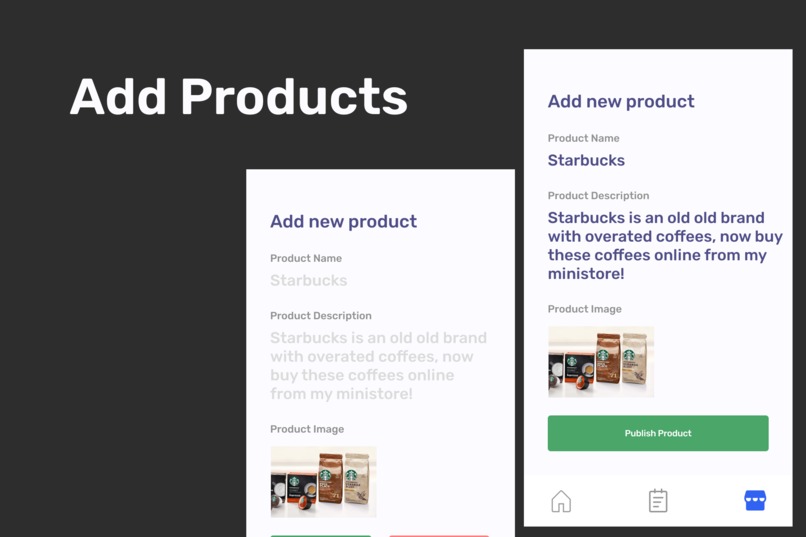 Add Products
Add new product
Product Name
Starbucks
Product Description
Starbucks is an old old brand
with overated coffees, now
buy these coffees online
from my ministore!
Product Image
Add new product
Product Name
Starbucks
Product Description
Starbucks is an old old brand
with overated coffees, now buy
these coffees online from my
ministore!
Product Image
Publish Product